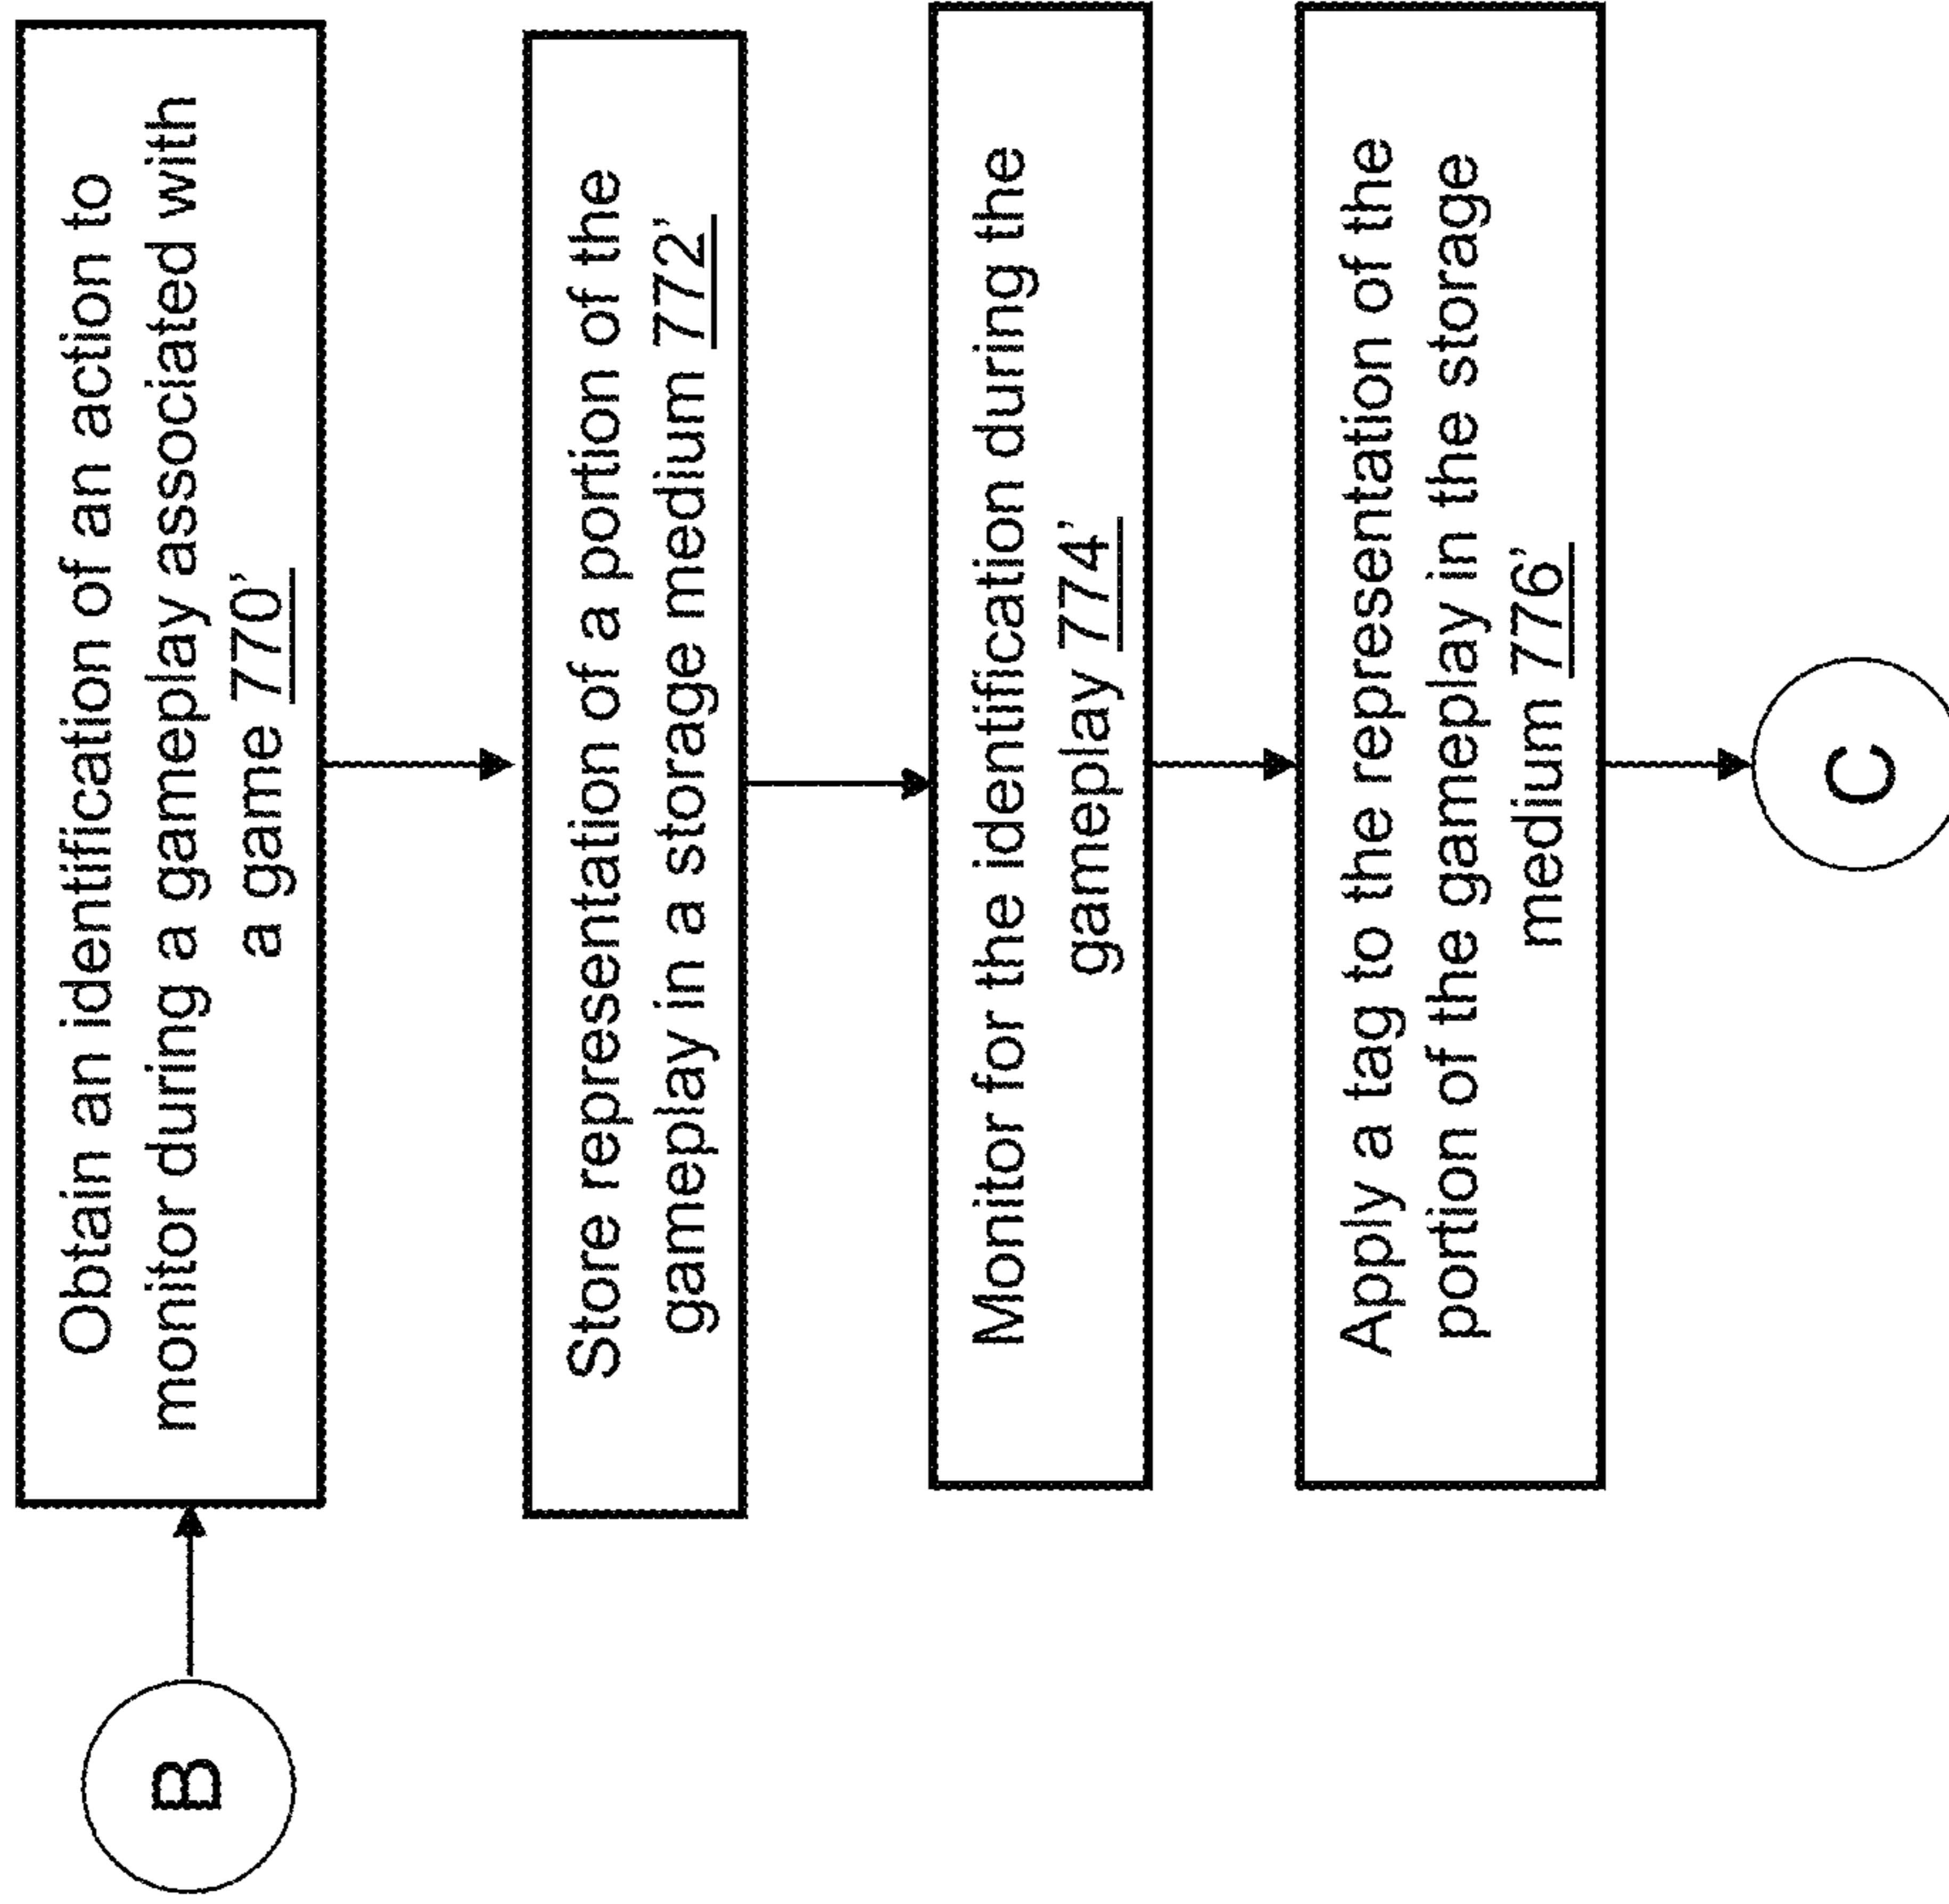 B
Obtain an identification of an action to
monitor during a gameplay associated with
a game 770’
Store representation of a portion of the
gameplay in a storage medium 772’
Monitor for the identification during the
gameplay 774’
Apply a tag to the representation of the
portion of the gameplay in the storage
medium 776’
C